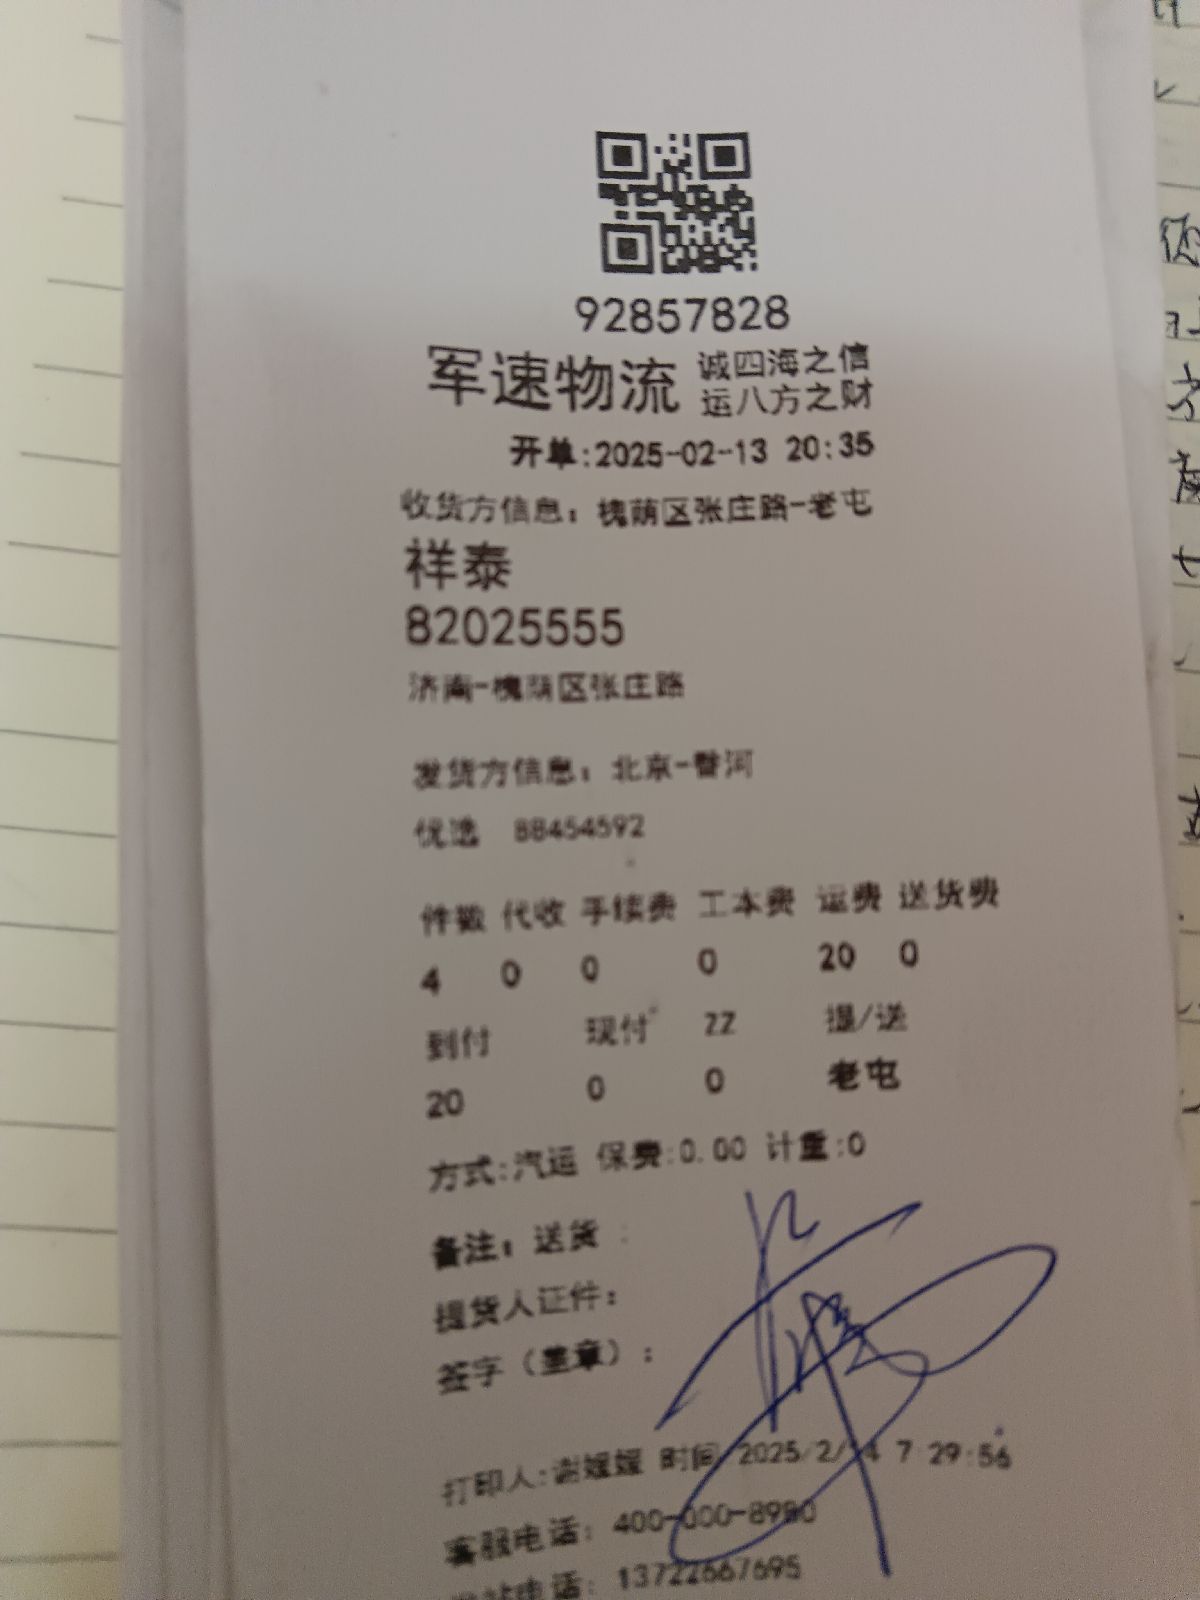 92857828
军速物流 诚四海之信
运八方之财
开单:2025-02-13 20:35
收货方信息：槐荫区张庄路-老屯
祥泰
82025555
济南-槐荫区张庄路
发货方信息：北京-香河
优选 88454592
件数 代收 手续费 工本费 运费 送货费
4 0 0 0 20 0
到付 现付 ZZ 提/送
20 0 0 老屯
方式:汽运 保费:0.00 计重:0
备注：送货
提货人证件：
签字（盖章）：
打印人:谢媛媛 时间 2025/2/14 7:29:56
客服电话：400-000-8980
电话：13722667695